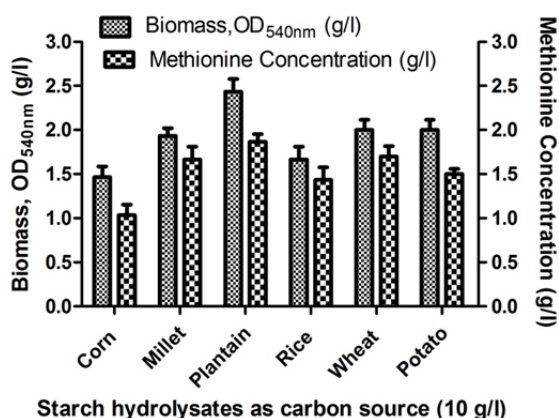 Biomass,OD540nm (g/l)
Methionine Concentration (g/l)
Biomass, OD540nm (g/l)
3.0
2.5
2.0
1.5
1.0
0.5
0.0
3.0
2.5
2.0
1.5
1.0
0.5
0.0
Methionine Concentration (g/l)
Corn
Millet
Plantain
Rice
Wheat
Potato
Starch hydrolysates as carbon source (10 g/l)